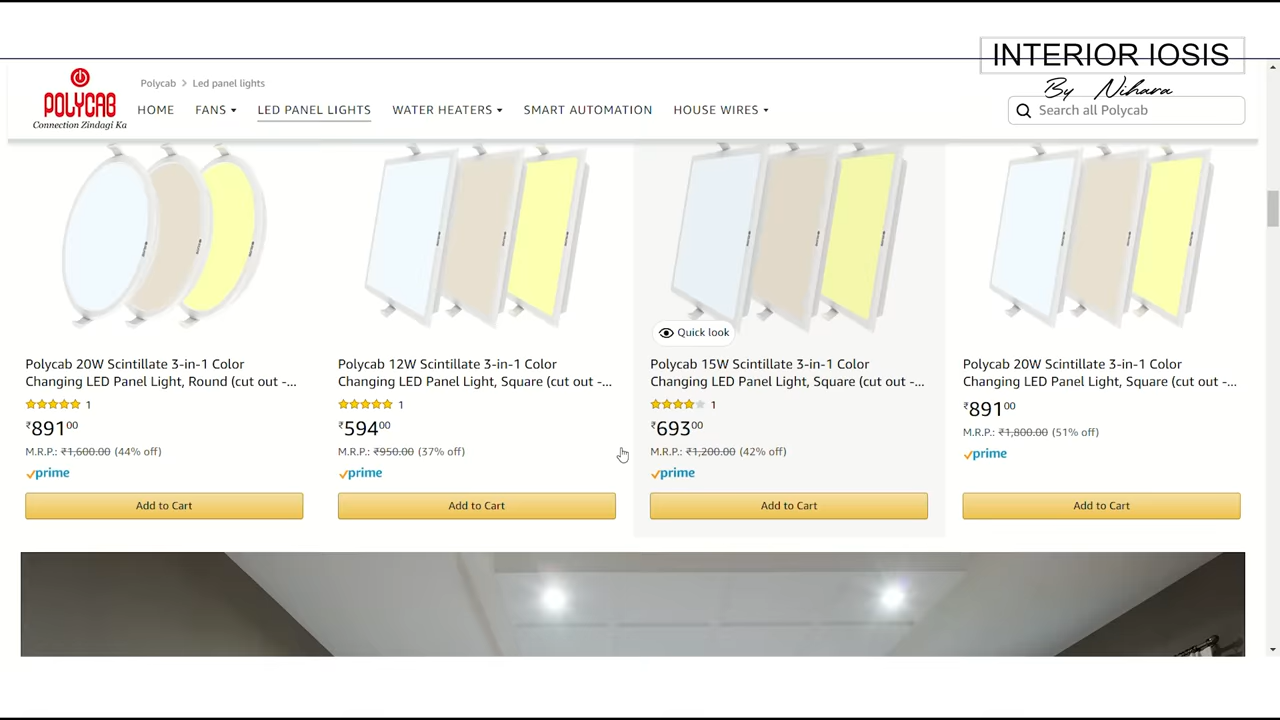 INTERIOR IOSIS
By Nihara
POLYCAB
Connection Zindagi Ka
Polycab > Led panel lights
HOME FANS LED PANEL LIGHTS WATER HEATERS SMART AUTOMATION HOUSE WIRES
Search all Polycab
Quick look
Polycab 20W Scintillate 3-in-1 Color
Changing LED Panel Light, Round (cut out -...
1
₹89100
M.R.P.: ₹1,600.00 (44% off)
prime
Add to Cart
Polycab 12W Scintillate 3-in-1 Color
Changing LED Panel Light, Square (cut out -...
1
₹59400
M.R.P.: ₹950.00 (37% off)
prime
Add to Cart
Polycab 15W Scintillate 3-in-1 Color
Changing LED Panel Light, Square (cut out -...
1
₹69300
M.R.P.: ₹1,200.00 (42% off)
prime
Add to Cart
Polycab 20W Scintillate 3-in-1 Color
Changing LED Panel Light, Square (cut out -...
₹89100
M.R.P.: ₹1,800.00 (51% off)
prime
Add to Cart